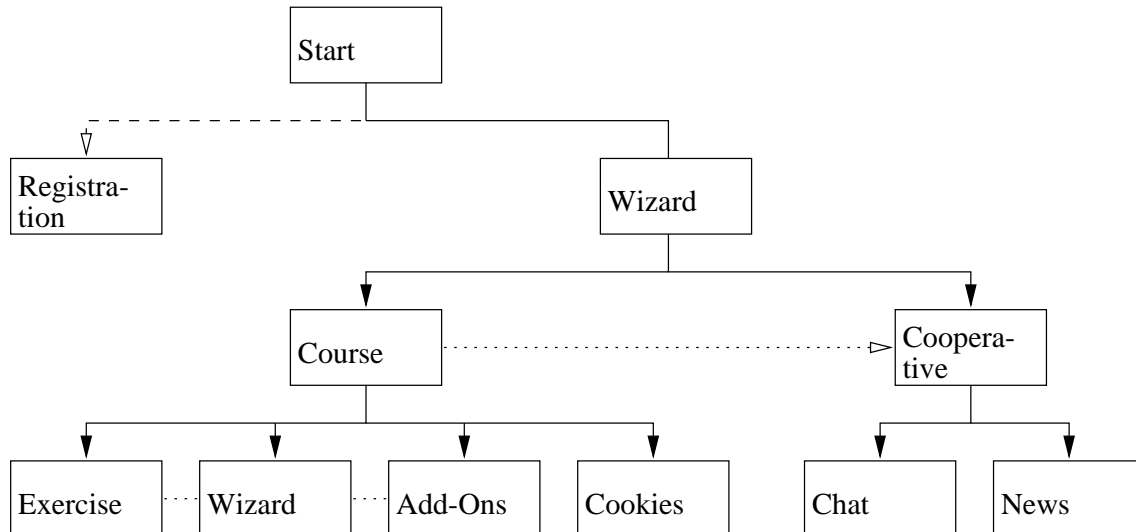 Start
Registra-
tion
Wizard
Course
Coopera-
tive
Exercise
Wizard
Add-Ons
Cookies
Chat
News